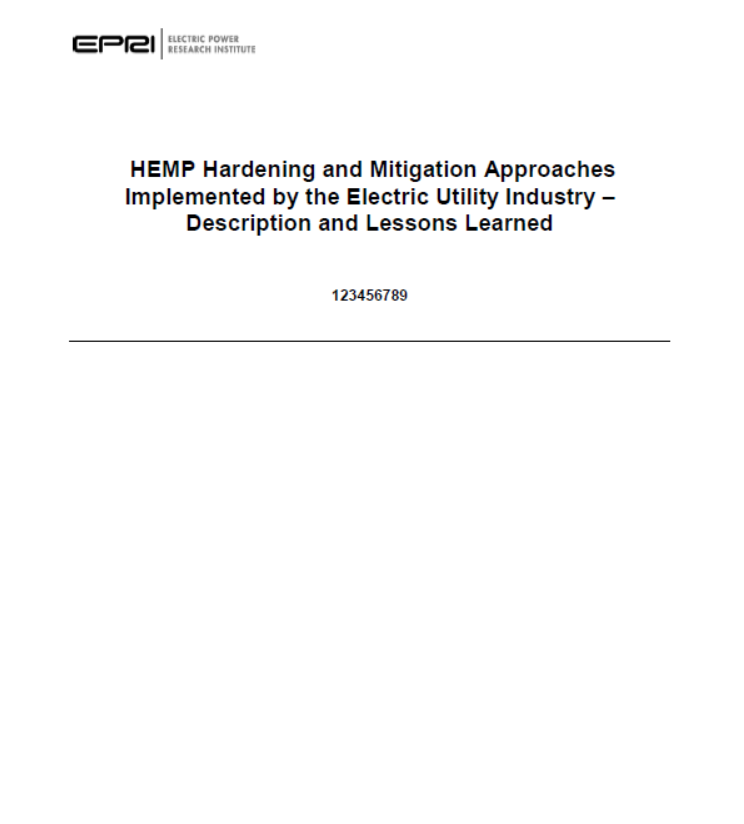 EPRI
ELECTRIC POWER
RESEARCH INSTITUTE
HEMP Hardening and Mitigation Approaches
Implemented by the Electric Utility Industry –
Description and Lessons Learned
123456789